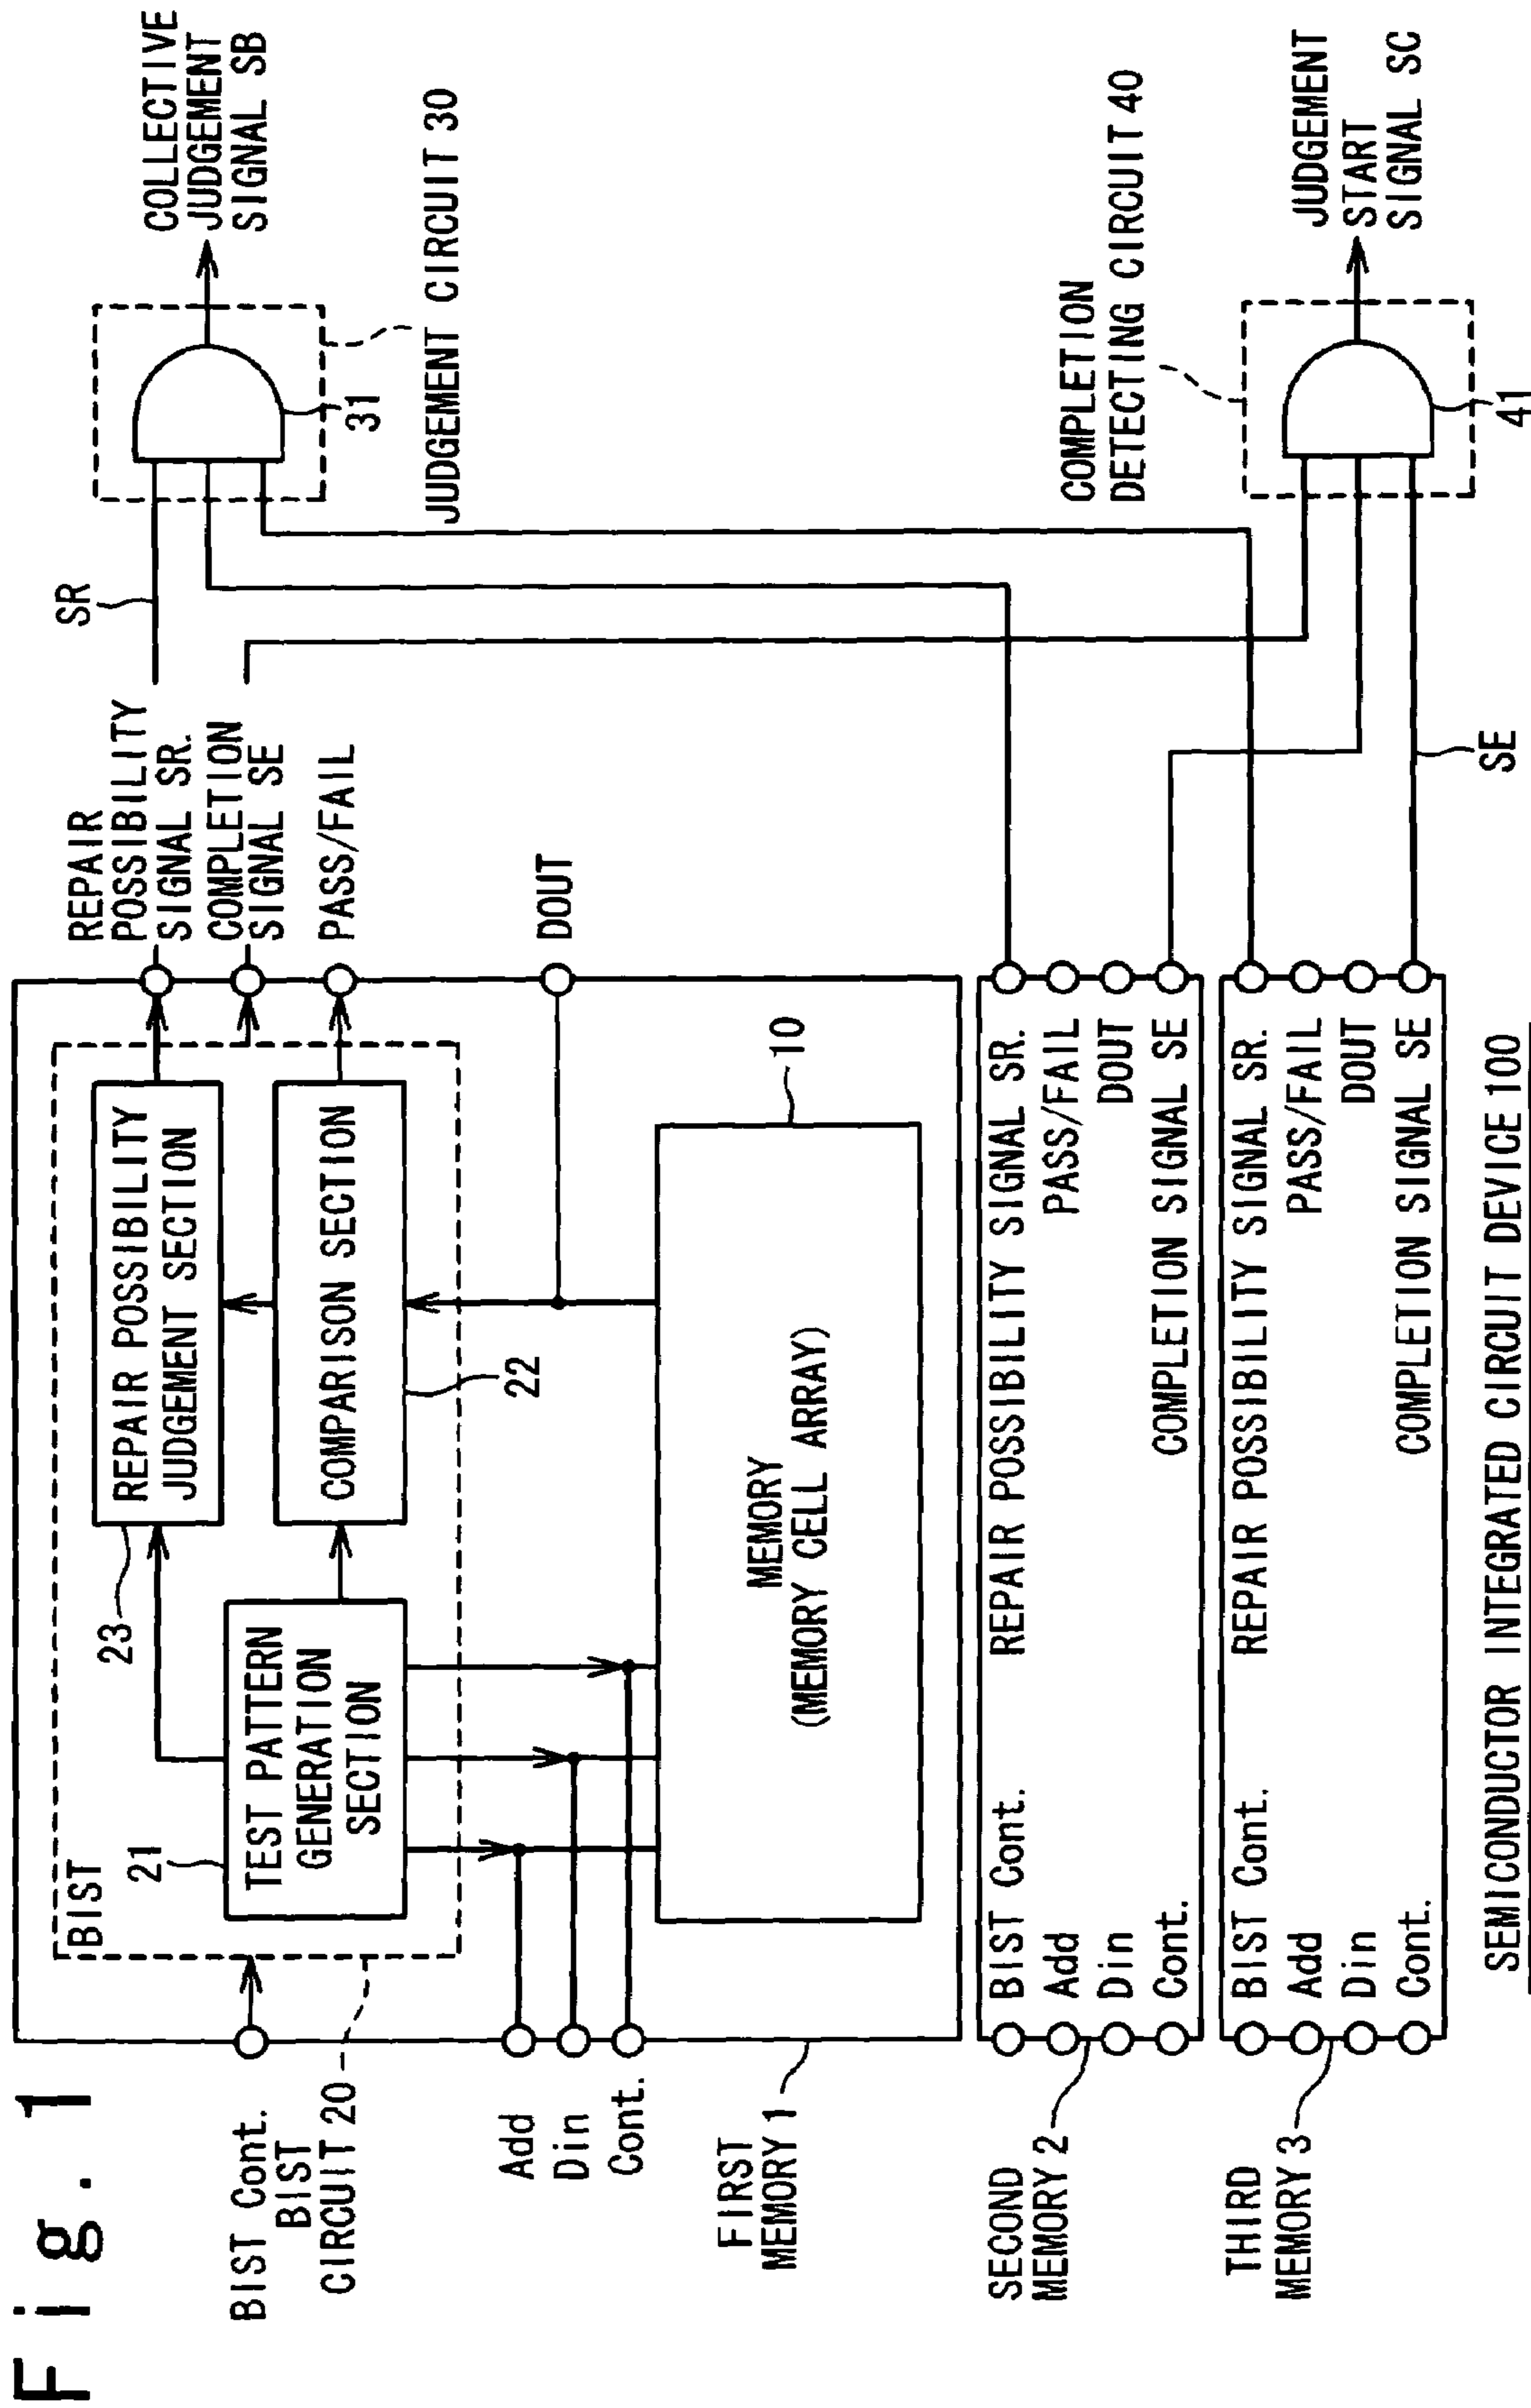 Fig. 1
BIST Cont.
BIST
CIRCUIT 20
Add
Din
Cont.
FIRST
MEMORY 1
BIST
21
TEST PATTERN
GENERATION
SECTION
23
REPAIR POSSIBILITY
JUDGEMENT SECTION
COMPARISON SECTION
22
MEMORY
(MEMORY CELL ARRAY)
10
REPAIR
POSSIBILITY
SIGNAL SR.
COMPLETION
SIGNAL SE
PASS/FAIL
DOUT
SR
31
COLLECTIVE
JUDGEMENT
SIGNAL SB
JUDGEMENT CIRCUIT 30
SECOND
MEMORY 2
BIST Cont.
Add
Din
Cont.
REPAIR POSSIBILITY SIGNAL SR.
PASS/FAIL
DOUT
COMPLETION SIGNAL SE
THIRD
MEMORY 3
BIST Cont.
Add
Din
Cont.
REPAIR POSSIBILITY SIGNAL SR.
PASS/FAIL
DOUT
COMPLETION SIGNAL SE
SE
COMPLETION
DETECTING CIRCUIT 40
41
JUDGEMENT
START
SIGNAL SC
SEMICONDUCTOR INTEGRATED CIRCUIT DEVICE 100